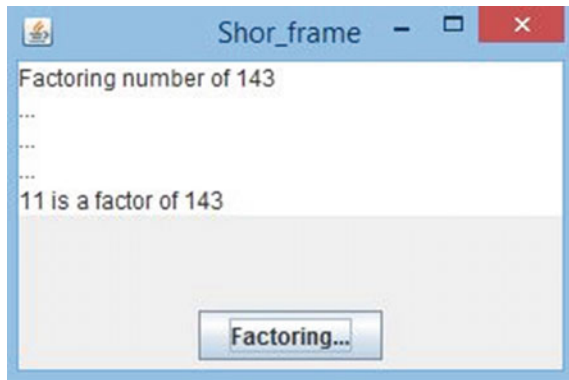 Shor_frame
Factoring number of 143
...
...
...
11 is a factor of 143
Factoring...